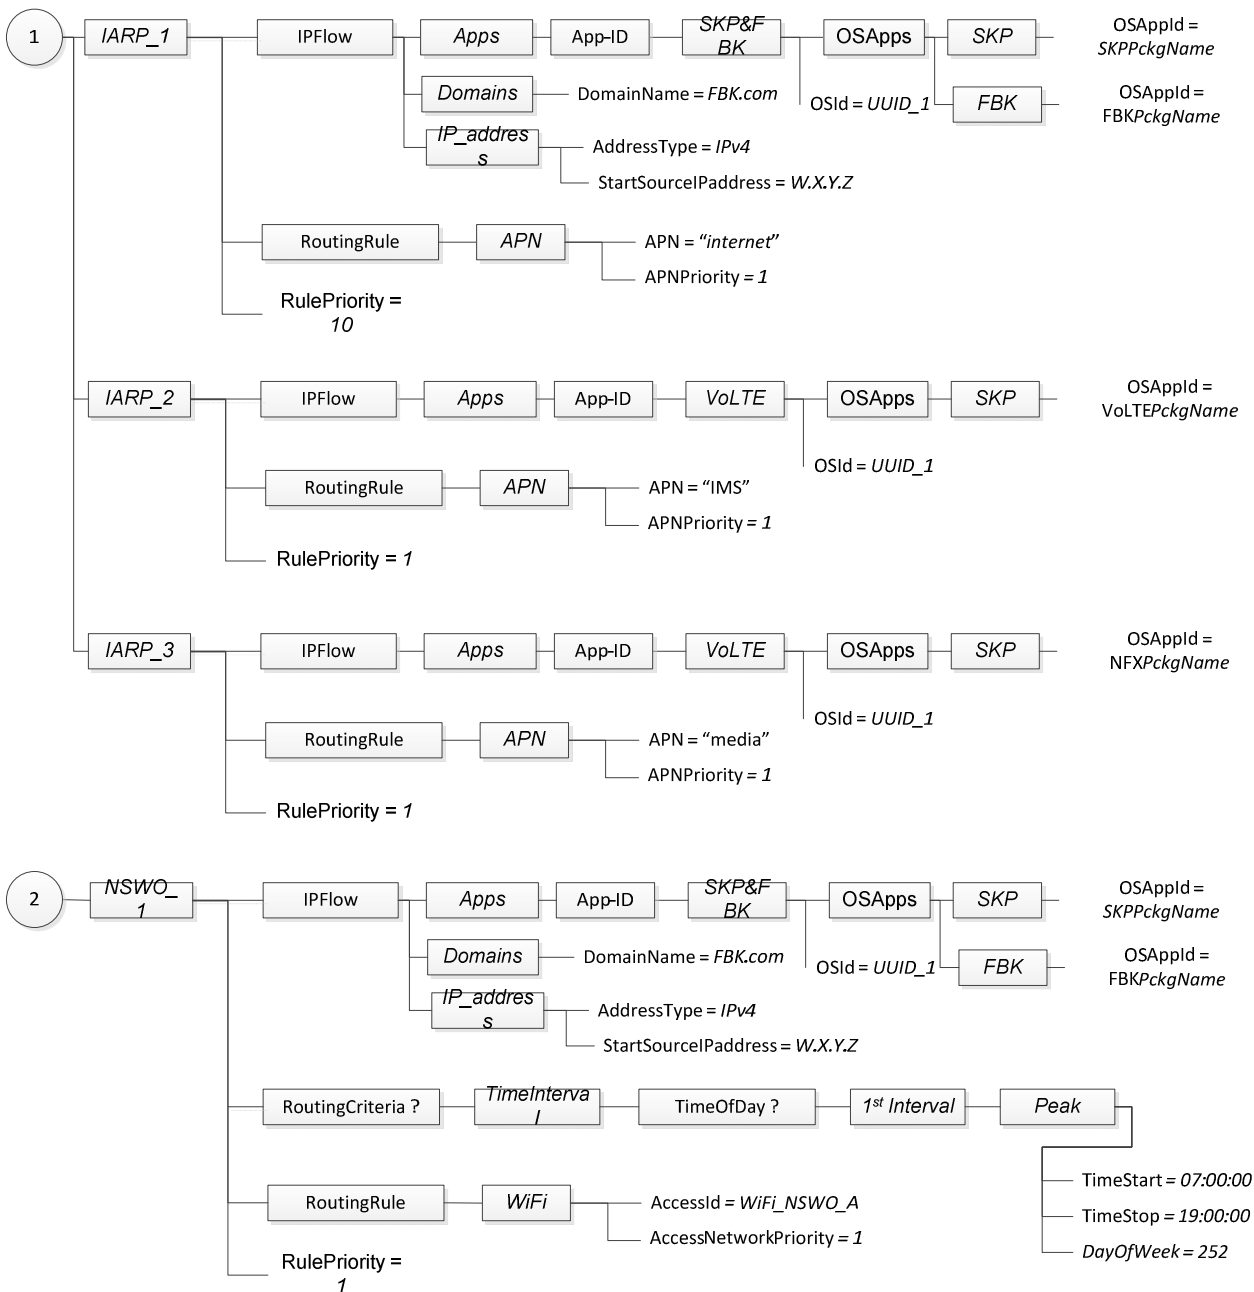 1
IARP_1
IPFlow
Apps
App-ID
SKP&F
BK
OSApps
SKP
OSAppId =
SKPPckgName
Domains
DomainName = FBK.com
OSId = UUID_1
FBK
OSAppId =
FBKPckgName
IP_addres
s
AddressType = IPv4
StartSourceIPaddress = W.X.Y.Z
RoutingRule
APN
APN = “internet”
APNPriority = 1
RulePriority =
10
IARP_2
IPFlow
Apps
App-ID
VoLTE
OSApps
SKP
OSAppId =
VoLTEPckgName
OSId = UUID_1
RoutingRule
APN
APN = “IMS”
APNPriority = 1
RulePriority = 1
IARP_3
IPFlow
Apps
App-ID
VoLTE
OSApps
SKP
OSAppId =
NFXPckgName
OSId = UUID_1
RoutingRule
APN
APN = “media”
APNPriority = 1
RulePriority = 1
2
NSWO_
1
IPFlow
Apps
App-ID
SKP&F
BK
OSApps
SKP
OSAppId =
SKPPckgName
Domains
DomainName = FBK.com
OSId = UUID_1
FBK
OSAppId =
FBKPckgName
IP_addres
s
AddressType = IPv4
StartSourceIPaddress = W.X.Y.Z
RoutingCriteria ?
TimeInterva
l
TimeOfDay ?
1st Interval
Peak
TimeStart = 07:00:00
TimeStop = 19:00:00
DayOfWeek = 252
RoutingRule
WiFi
AccessId = WiFi_NSWO_A
AccessNetworkPriority = 1
RulePriority =
1